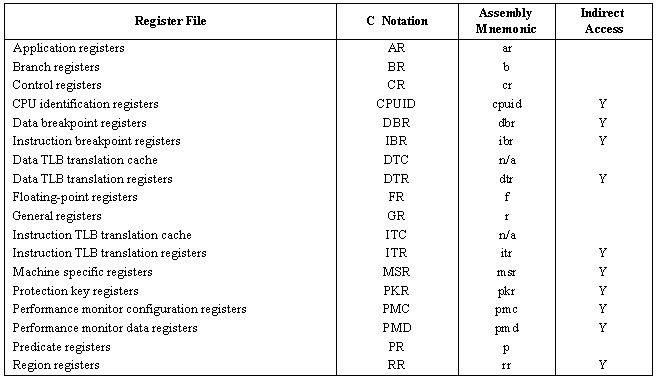 Register File C Notation Assembly Mnemonic Indirect Access
Application registers AR ar
Branch registers BR b
Control registers CR cr
CPU identification registers CPUID cpuid Y
Data breakpoint registers DBR dbr Y
Instruction breakpoint registers IBR ibr Y
Data TLB translation cache DTC n/a
Data TLB translation registers DTR dtr Y
Floating-point registers FR f
General registers GR r
Instruction TLB translation cache ITC n/a
Instruction TLB translation registers ITR itr Y
Machine specific registers MSR msr Y
Protection key registers PKR pkr Y
Performance monitor configuration registers PMC pmc Y
Performance monitor data registers PMD pmd Y
Predicate registers PR p
Region registers RR rr Y